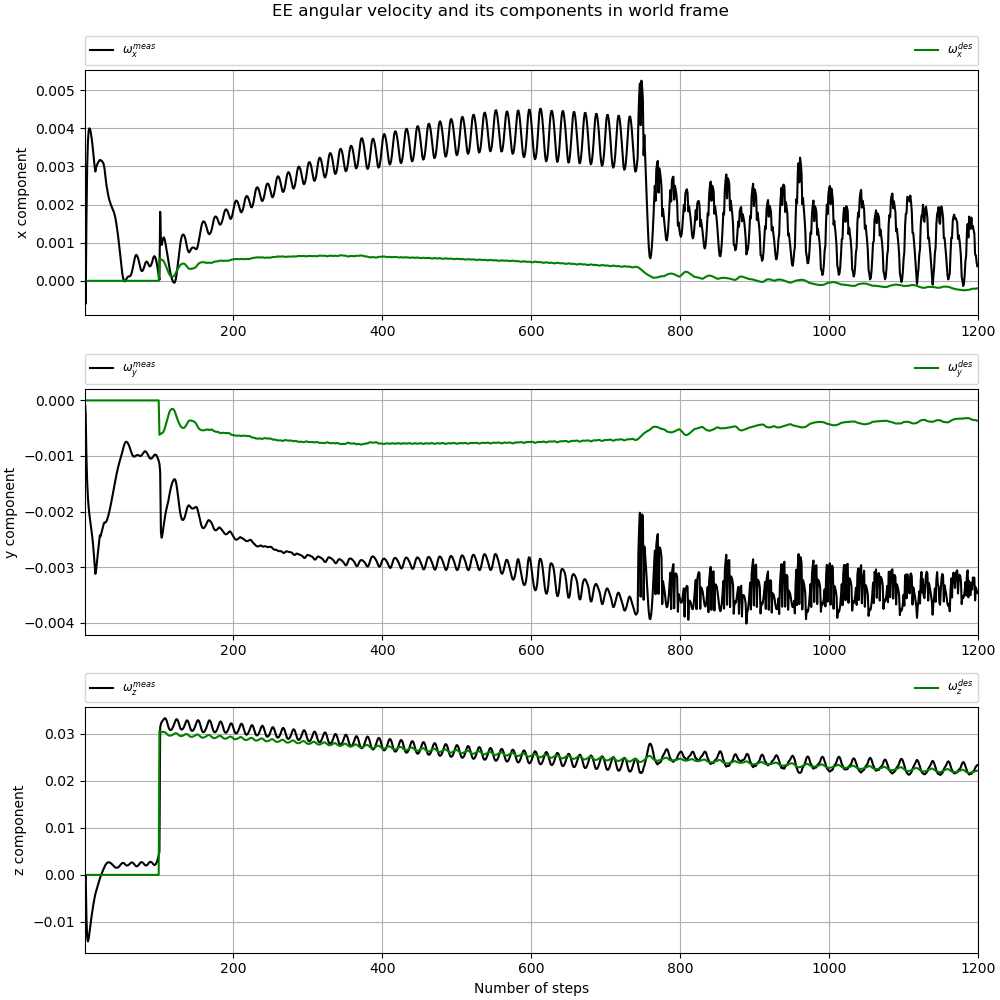 EE angular velocity and its components in world frame
ω_x^meas ω_x^des
0.005
0.004
0.003
0.002
0.001
0.000
x component
200 400 600 800 1000 1200
ω_y^meas ω_y^des
0.000
−0.001
−0.002
−0.003
−0.004
y component
200 400 600 800 1000 1200
ω_z^meas ω_z^des
0.03
0.02
0.01
0.00
−0.01
z component
200 400 600 800 1000 1200
Number of steps